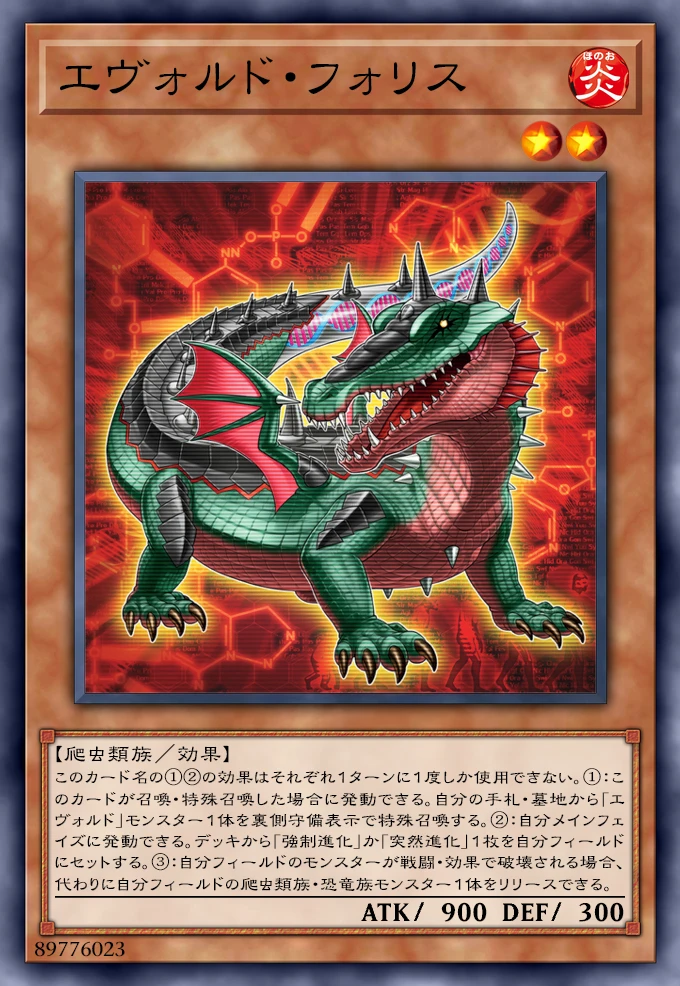 エヴォルド・フォリス
ほのお
炎
NN
【爬虫類族／効果】
このカード名の①②の効果はそれぞれ１ターンに１度しか使用できない。①：こ
のカードが召喚・特殊召喚した場合に発動できる。自分の手札・墓地から「エ
ヴォルド」モンスター１体を裏側守備表示で特殊召喚する。②：自分メインフェ
イズに発動できる。デッキから「強制進化」か「突然進化」１枚を自分フィールド
にセットする。③：自分フィールドのモンスターが戦闘・効果で破壊される場合、
代わりに自分フィールドの爬虫類族・恐竜族モンスター１体をリリースできる。
ATK/ 900 DEF/ 300
89776023